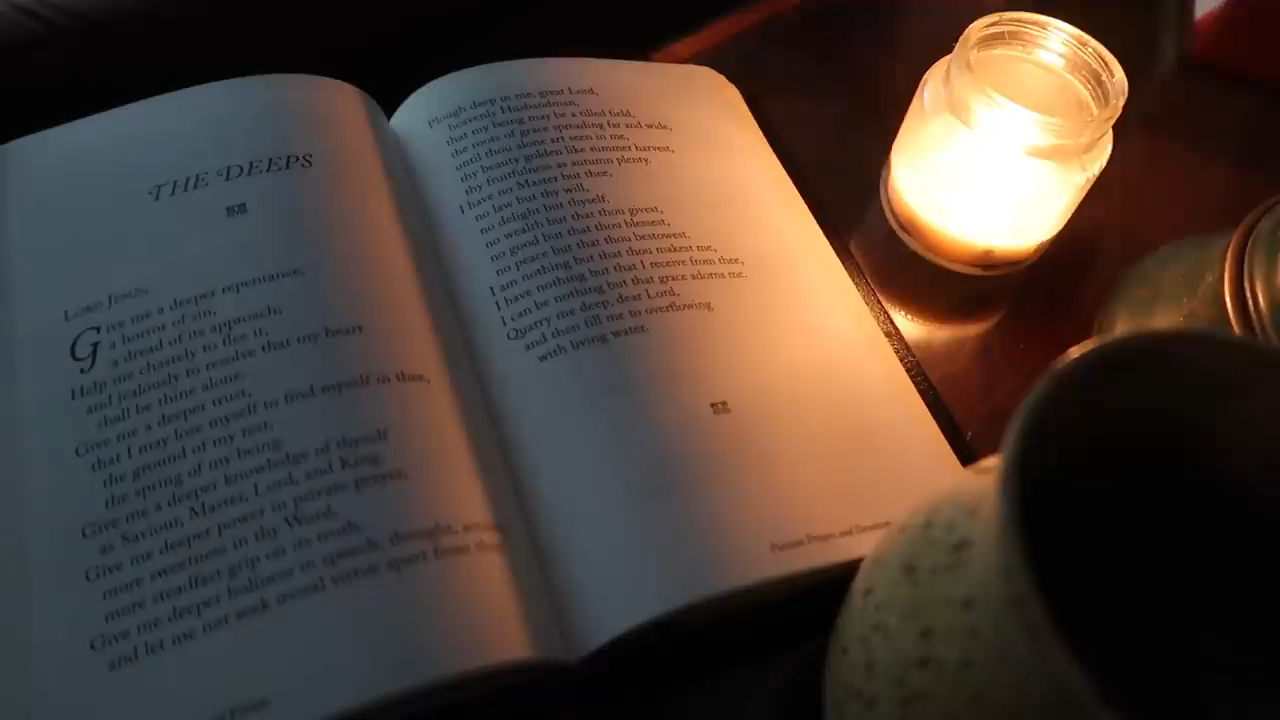 THE DEEPS
LORD JESUS,
Give me a deeper repentance,
a horror of sin,
a dread of its approach,
Help me chastely to flee it,
and jealously to resolve that my heart
shall be thine alone.
Give me a deeper trust,
that I may lose myself to find myself in thee,
the ground of my rest,
the spring of my being.
Give me a deeper knowledge of thyself
as Saviour, Master, Lord, and King.
Give me deeper power in private prayer,
more sweetness in thy Word,
more steadfast grip on its truth.
Give me deeper holiness in speech, thought,
and let me not seek moral virtue apart from
Plough deep in me, great Lord,
heavenly Husbandman,
that my being may be a tilled field,
the roots of grace spreading far and wide,
until thou alone art seen in me,
thy beauty golden like summer harvest,
thy fruitfulness as autumn plenty.
I have no Master but thee,
no law but thy will,
no delight but thyself,
no wealth but that thou givest,
no good but that thou blessest,
no peace but that thou bestowest.
I am nothing but that thou makest me,
I have nothing but that I receive from thee,
I can be nothing but that grace adorns me.
Quarry me deep, dear Lord,
and then fill me to overflowing
with living water.
Puritan Prayers and Devotions